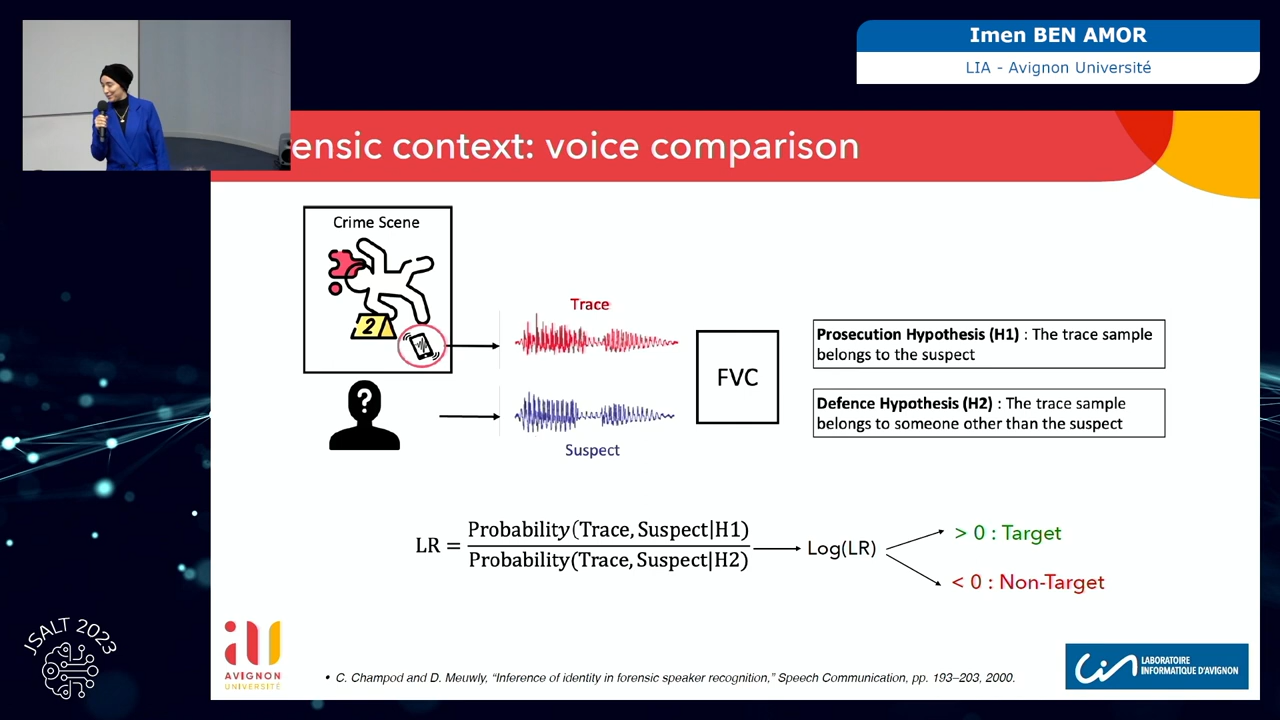 Imen BEN AMOR
LIA - Avignon Université
ensic context: voice comparison
Crime Scene
2
?
Trace
Suspect
FVC
Prosecution Hypothesis (H1) : The trace sample
belongs to the suspect
Defence Hypothesis (H2) : The trace sample
belongs to someone other than the suspect
LR = Probability(Trace, Suspect|H1)
Probability(Trace, Suspect|H2)
Log(LR)
> 0 : Target
< 0 : Non-Target
JSALT 2023
AVIGNON
UNIVERSITÉ
• C. Champod and D. Meuwly, “Inference of identity in forensic speaker recognition,” Speech Communication, pp. 193–203, 2000.
LIA
LABORATOIRE
INFORMATIQUE D'AVIGNON